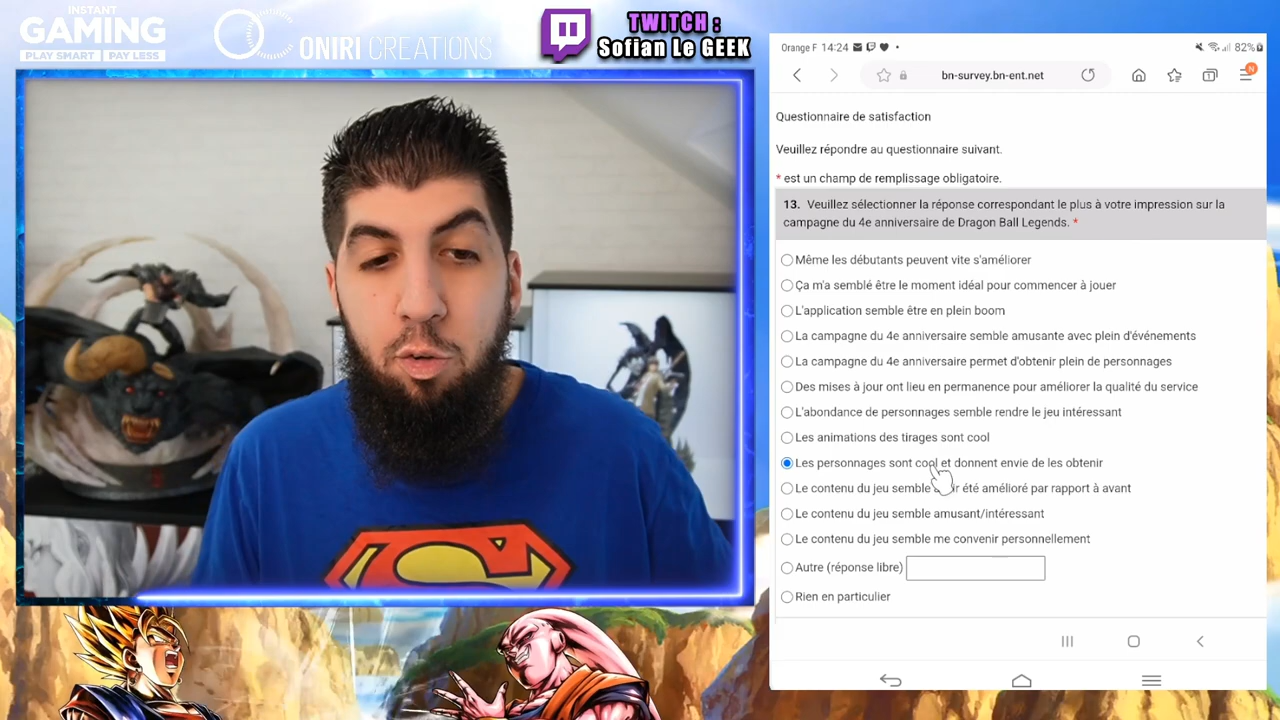 INSTANT
GAMING
PLAY SMART PAY LESS
ONIRI CREATIONS
TWITCH :
Sofian Le GEEK
Orange F 14:24
82%
bn-survey.bn-ent.net
1
N
Questionnaire de satisfaction
Veuillez répondre au questionnaire suivant.
* est un champ de remplissage obligatoire.
13. Veuillez sélectionner la réponse correspondant le plus à votre impression sur la
campagne du 4e anniversaire de Dragon Ball Legends. *
Même les débutants peuvent vite s'améliorer
Ça m'a semblé être le moment idéal pour commencer à jouer
L'application semble être en plein boom
La campagne du 4e anniversaire semble amusante avec plein d'événements
La campagne du 4e anniversaire permet d'obtenir plein de personnages
Des mises à jour ont lieu en permanence pour améliorer la qualité du service
L'abondance de personnages semble rendre le jeu intéressant
Les animations des tirages sont cool
Les personnages sont cool et donnent envie de les obtenir
Le contenu du jeu semble été amélioré par rapport à avant
Le contenu du jeu semble amusant/intéressant
Le contenu du jeu semble me convenir personnellement
Autre (réponse libre)
Rien en particulier
S